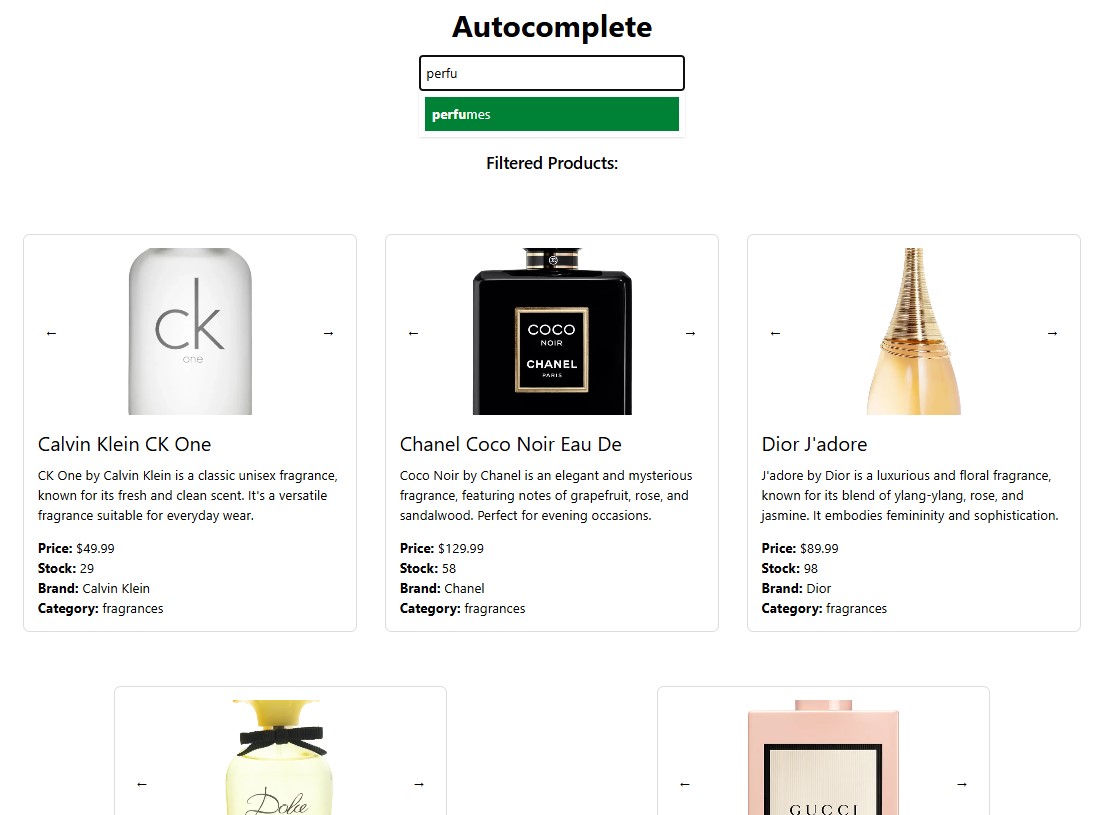 Autocomplete
perfu
perfumes
Filtered Products:
ck
one
←
→
COCO
NOIR
CHANEL
PARIS
←
→
←
→
Calvin Klein CK One
CK One by Calvin Klein is a classic unisex fragrance,
known for its fresh and clean scent. It's a versatile
fragrance suitable for everyday wear.
Price: $49.99
Stock: 29
Brand: Calvin Klein
Category: fragrances
Chanel Coco Noir Eau De
Coco Noir by Chanel is an elegant and mysterious
fragrance, featuring notes of grapefruit, rose, and
sandalwood. Perfect for evening occasions.
Price: $129.99
Stock: 58
Brand: Chanel
Category: fragrances
Dior J'adore
J'adore by Dior is a luxurious and floral fragrance,
known for its blend of ylang-ylang, rose, and
jasmine. It embodies femininity and sophistication.
Price: $89.99
Stock: 98
Brand: Dior
Category: fragrances
←
→
Dolce
←
→
GUCCI